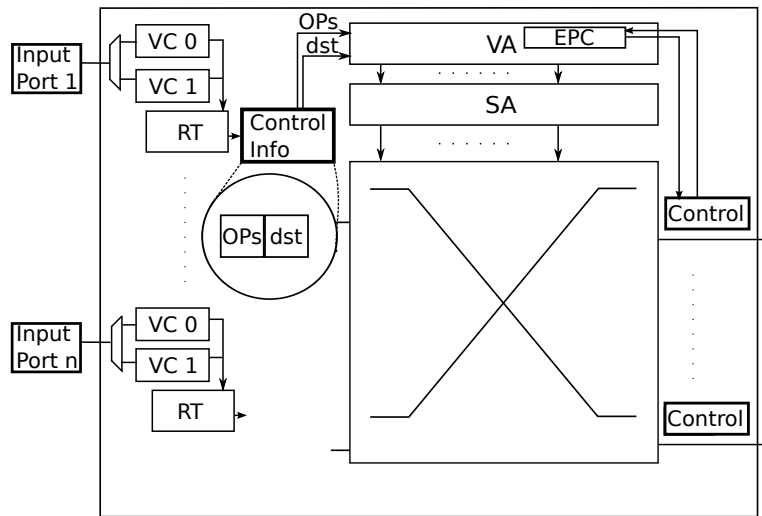 OPs
dst
VA
EPC
Input
Port 1
VC 0
VC 1
RT
Control
Info
SA
OPs
dst
Control
Input
Port n
VC 0
VC 1
RT
Control